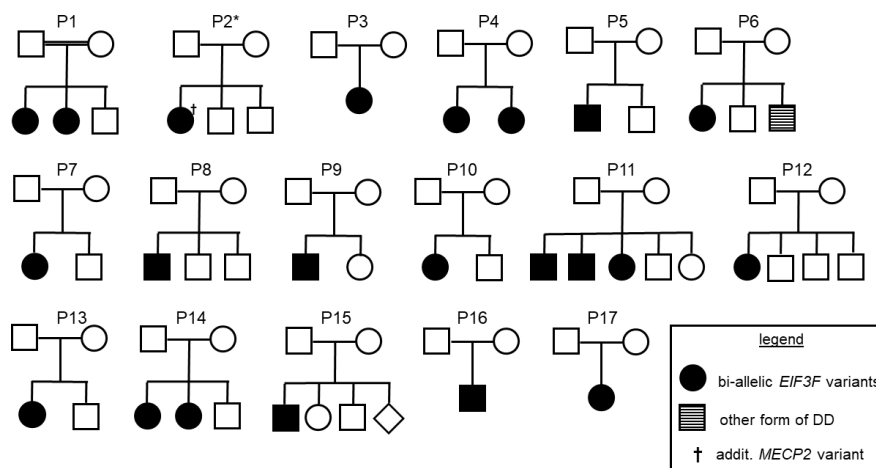 P1 P2* P3 P4 P5 P6
†
P7 P8 P9 P10 P11 P12
P13 P14 P15 P16 P17
legend
bi-allelic EIF3F variants
other form of DD
† addit. MECP2 variant